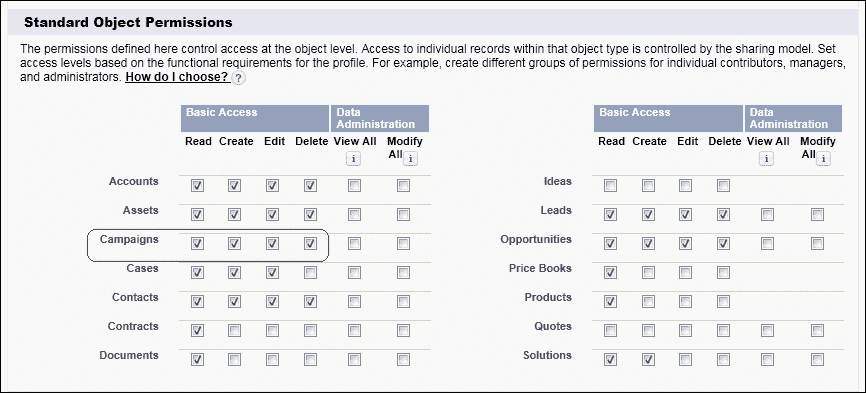 Standard Object Permissions
The permissions defined here control access at the object level. Access to individual records within that object type is controlled by the sharing model. Set
access levels based on the functional requirements for the profile. For example, create different groups of permissions for individual contributors, managers,
and administrators. How do I choose? ?
Basic Access Data Administration
Read Create Edit Delete View All i Modify All i
Accounts
Assets
Campaigns
Cases
Contacts
Contracts
Documents
Basic Access Data Administration
Read Create Edit Delete View All i Modify All i
Ideas
Leads
Opportunities
Price Books
Products
Quotes
Solutions